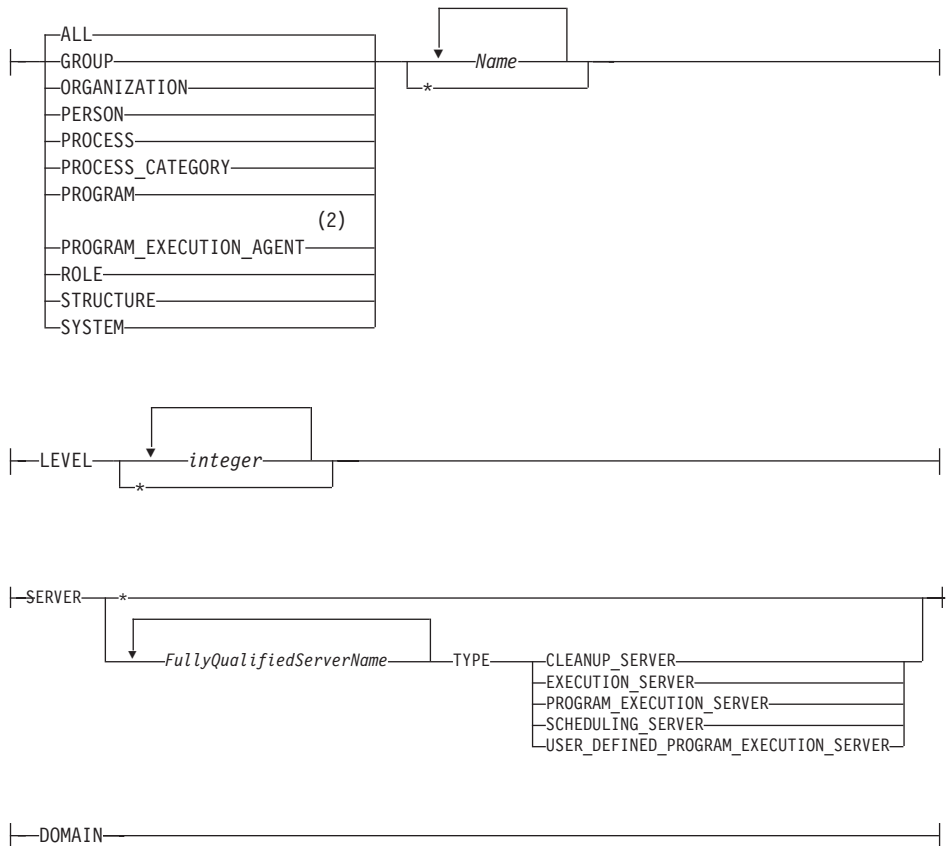 ALL
GROUP
Name
ORGANIZATION
*
PERSON
PROCESS
PROCESS_CATEGORY
PROGRAM
(2)
PROGRAM_EXECUTION_AGENT
ROLE
STRUCTURE
SYSTEM
LEVEL integer
*
SERVER *
FullyQualifiedServerName TYPE CLEANUP_SERVER
EXECUTION_SERVER
PROGRAM_EXECUTION_SERVER
SCHEDULING_SERVER
USER_DEFINED_PROGRAM_EXECUTION_SERVER
DOMAIN